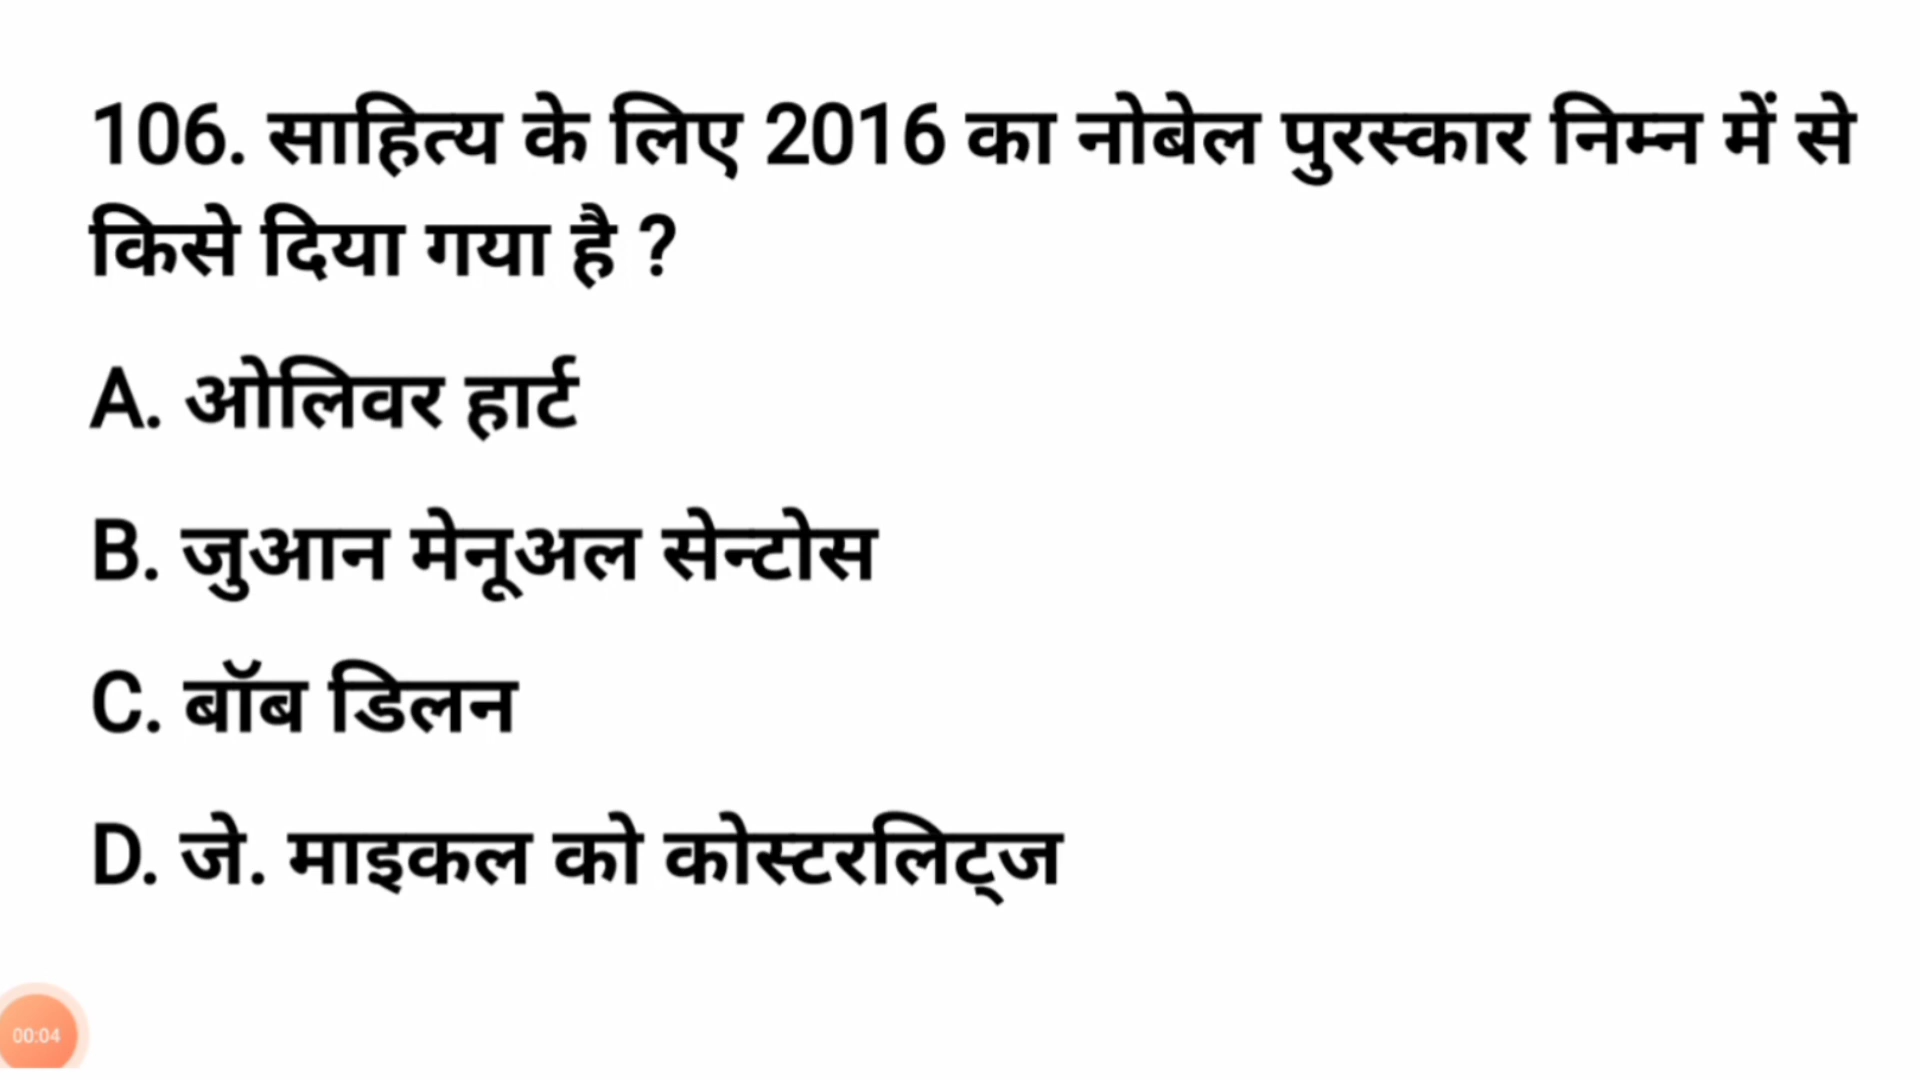 106. साहित्य के लिए 2016 का नोबेल पुरस्कार निम्न में से
किसे दिया गया है ?
A. ओलिवर हार्ट
B. जुआन मेनूअल सेन्टोस
C. बॉब डिलन
D. जे. माइकल को कोस्टरलिट्ज
00:04